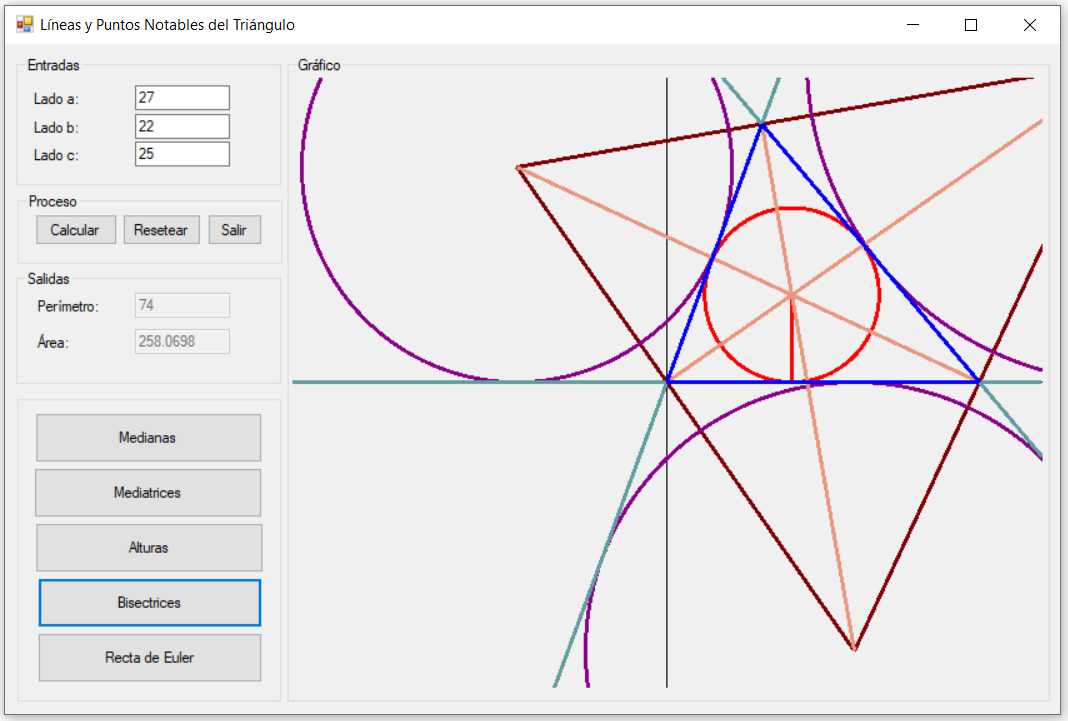 Líneas y Puntos Notables del Triángulo
Entradas
Lado a: 27
Lado b: 22
Lado c: 25
Proceso
Calcular Resetear Salir
Salidas
Perímetro: 74
Área: 258.0698
Medianas
Mediatrices
Alturas
Bisectrices
Recta de Euler
Gráfico